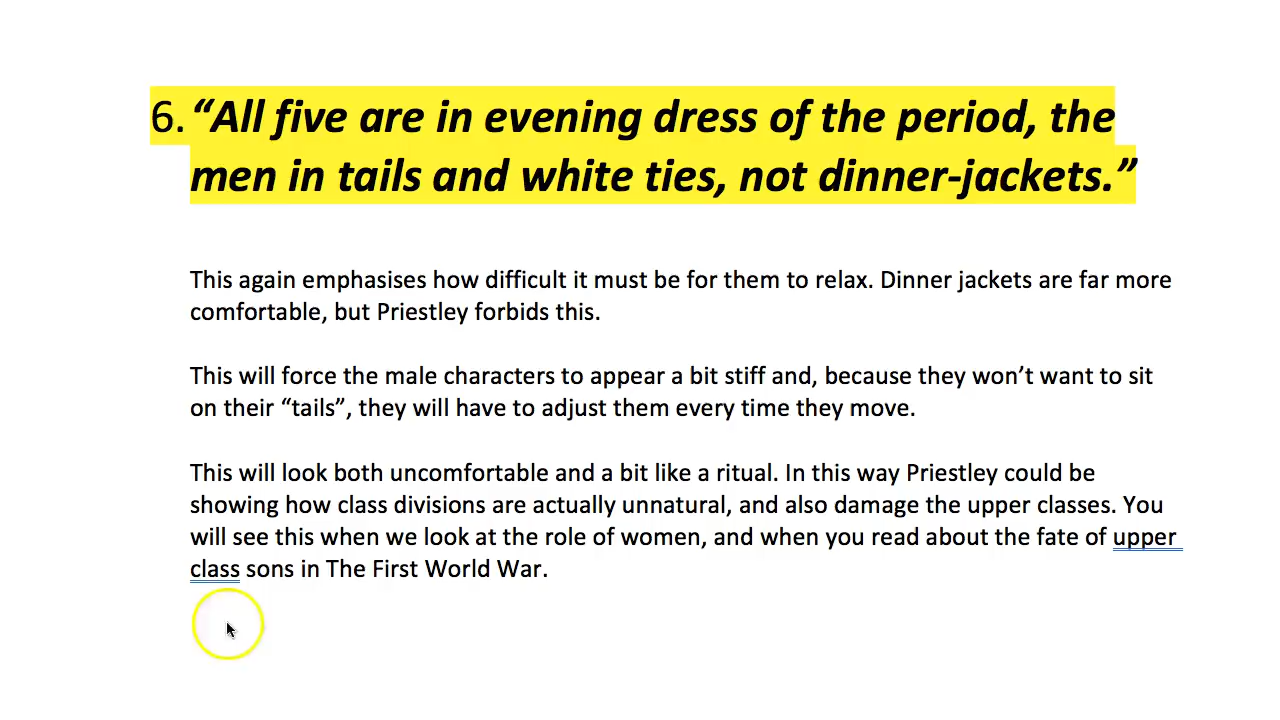 6. “All five are in evening dress of the period, the
men in tails and white ties, not dinner-jackets.”
This again emphasises how difficult it must be for them to relax. Dinner jackets are far more
comfortable, but Priestley forbids this.
This will force the male characters to appear a bit stiff and, because they won’t want to sit
on their “tails”, they will have to adjust them every time they move.
This will look both uncomfortable and a bit like a ritual. In this way Priestley could be
showing how class divisions are actually unnatural, and also damage the upper classes. You
will see this when we look at the role of women, and when you read about the fate of upper
class sons in The First World War.